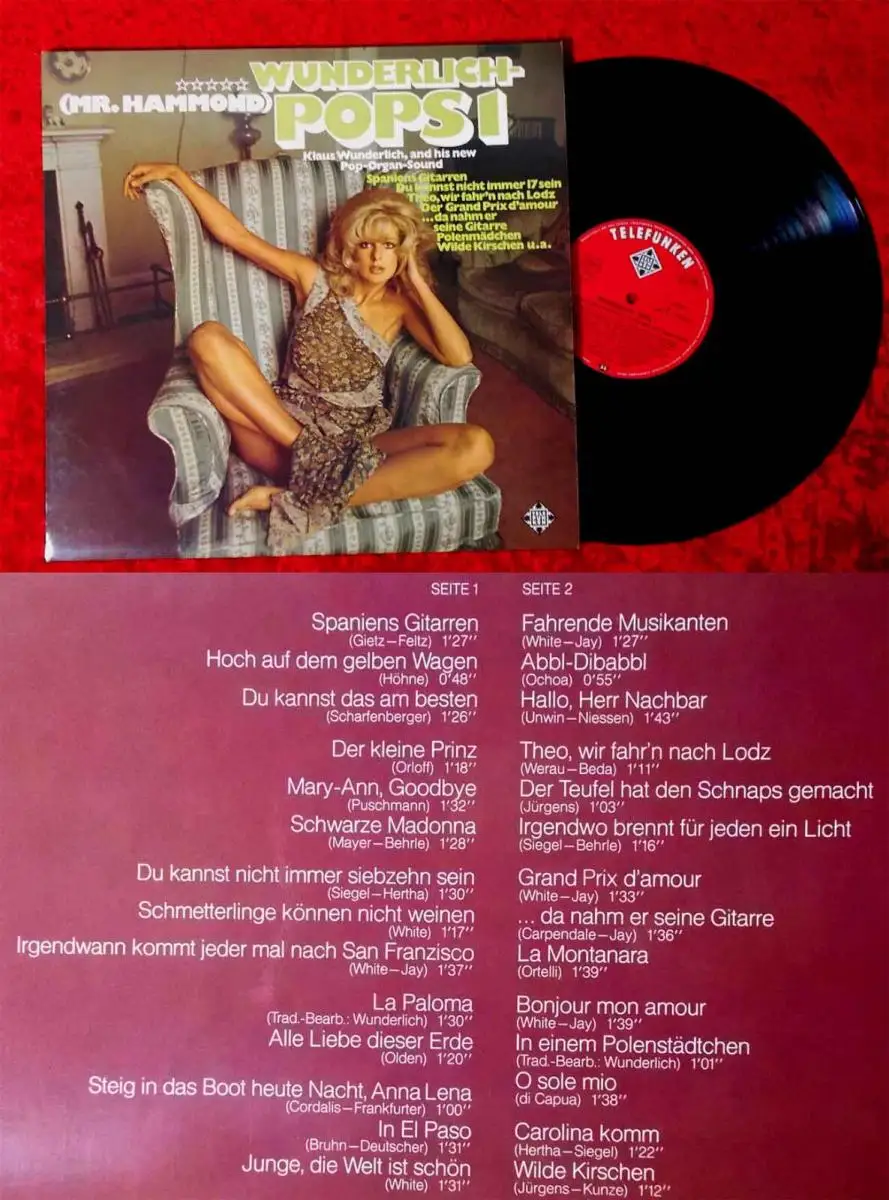 ☆☆☆☆☆ WUNDERLICH-
(MR. HAMMOND) POPS 1
Klaus Wunderlich, and his new
Pop-Organ-Sound
Spaniens Gitarren
Du kannst nicht immer 17 sein
Theo, wir fahr'n nach Lodz
Der Grand Prix d'amour
...da nahm er
seine Gitarre
Polenmädchen
Wilde Kirschen u.a.
TELEFUNKEN
SEITE 1
Spaniens Gitarren
(Gietz–Feltz) 1'27''
Hoch auf dem gelben Wagen
(Höhne) 0'48''
Du kannst das am besten
(Scharfenberger) 1'26''
Der kleine Prinz
(Orloff) 1'18''
Mary-Ann, Goodbye
(Puschmann) 1'32''
Schwarze Madonna
(Mayer–Behrle) 1'28''
Du kannst nicht immer siebzehn sein
(Siegel–Hertha) 1'30''
Schmetterlinge können nicht weinen
(White) 1'17''
Irgendwann kommt jeder mal nach San Franzisco
(White–Jay) 1'37''
La Paloma
(Trad.-Bearb.: Wunderlich) 1'30''
Alle Liebe dieser Erde
(Olden) 1'20''
Steig in das Boot heute Nacht, Anna Lena
(Cordalis–Frankfurter) 1'00''
In El Paso
(Bruhn–Deutscher) 1'31''
Junge, die Welt ist schön
(White) 1'31''
SEITE 2
Fahrende Musikanten
(White–Jay) 1'27''
Abbl-Dibabbl
(Ochoa) 0'55''
Hallo, Herr Nachbar
(Unwin–Niessen) 1'43''
Theo, wir fahr'n nach Lodz
(Werau–Beda) 1'11''
Der Teufel hat den Schnaps gemacht
(Jürgens) 1'03''
Irgendwo brennt für jeden ein Licht
(Siegel–Behrle) 1'16''
Grand Prix d'amour
(White–Jay) 1'33''
... da nahm er seine Gitarre
(Carpendale–Jay) 1'36''
La Montanara
(Ortelli) 1'39''
Bonjour mon amour
(White–Jay) 1'39''
In einem Polenstädtchen
(Trad.-Bearb.: Wunderlich) 1'01''
O sole mio
(di Capua) 1'38''
Carolina komm
(Hertha–Siegel) 1'22''
Wilde Kirschen
(Jürgens–Kunze) 1'12''